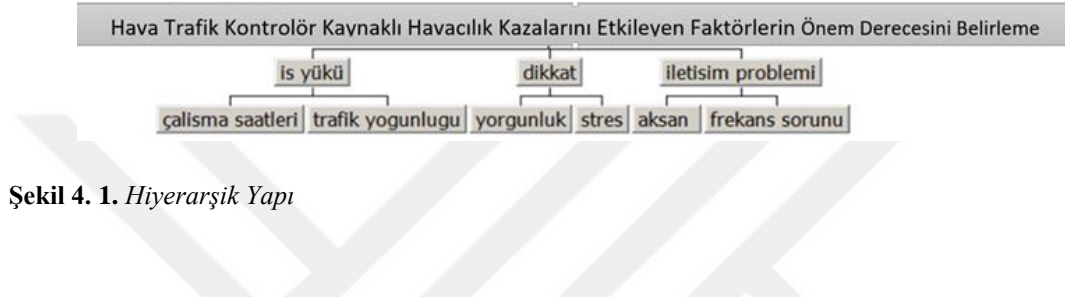 Hava Trafik Kontrolör Kaynaklı Havacılık Kazalarını Etkileyen Faktörlerin Önem Derecesini Belirleme
is yükü dikkat iletisim problemi
çalisma saatleri trafik yogunlugu yorgunluk stres aksan frekans sorunu
Şekil 4. 1. Hiyerarşik Yapı